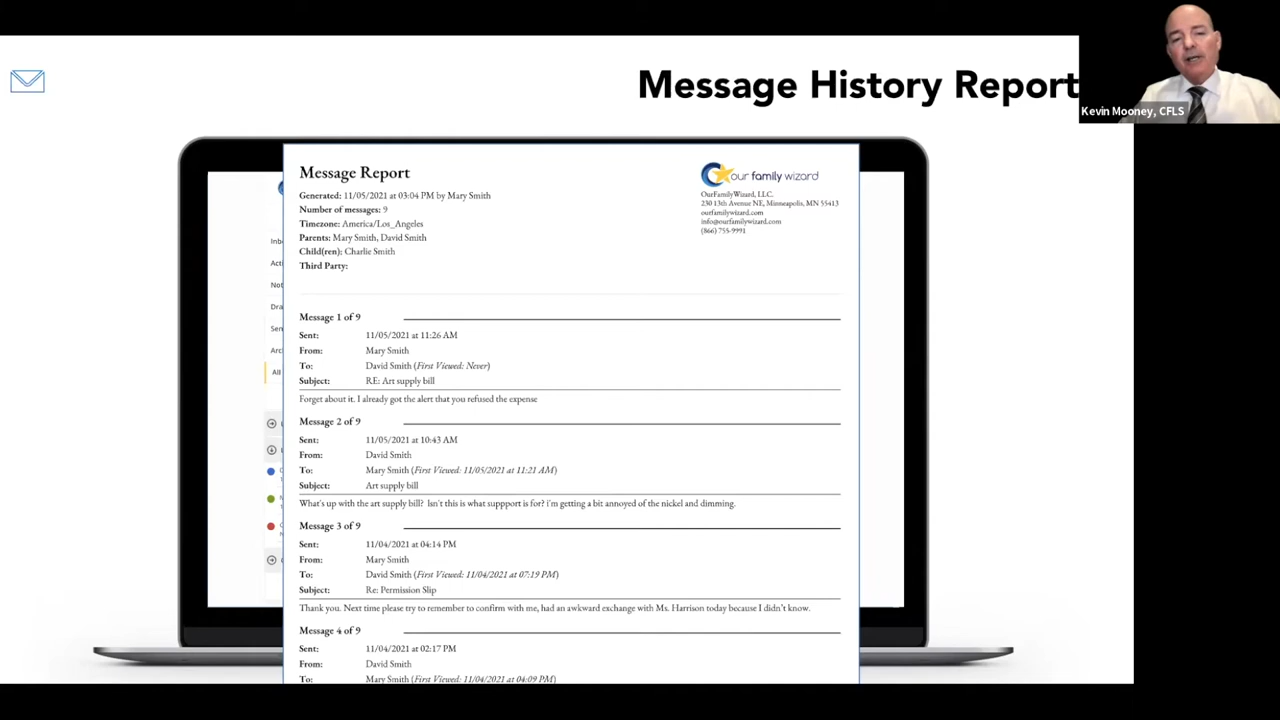 Message History Report
Kevin Mooney, CFLS
Message Report
our family wizard
Generated: 11/05/2021 at 03:04 PM by Mary Smith
Number of messages: 9
Timezone: America/Los_Angeles
Parents: Mary Smith, David Smith
Child(ren): Charlie Smith
Third Party:
OurFamilyWizard, LLC.
230 13th Avenue NE, Minneapolis, MN 55413
ourfamilywizard.com
info@ourfamilywizard.com
(866) 755-9991
Inb
Acti
Not
Dra
Sen
Arc
All
Message 1 of 9
Sent: 11/05/2021 at 11:26 AM
From: Mary Smith
To: David Smith (First Viewed: Never)
Subject: RE: Art supply bill
Forget about it. I already got the alert that you refused the expense
Message 2 of 9
Sent: 11/05/2021 at 10:43 AM
From: David Smith
To: Mary Smith (First Viewed: 11/05/2021 at 11:21 AM)
Subject: Art supply bill
What's up with the art supply bill? Isn't this is what suppport is for? i'm getting a bit annoyed of the nickel and dimming.
Message 3 of 9
Sent: 11/04/2021 at 04:14 PM
From: Mary Smith
To: David Smith (First Viewed: 11/04/2021 at 07:19 PM)
Subject: Re: Permission Slip
Thank you. Next time please try to remember to confirm with me, had an awkward exchange with Ms. Harrison today because I didn't know.
Message 4 of 9
Sent: 11/04/2021 at 02:17 PM
From: David Smith
To: Mary Smith (First Viewed: 11/04/2021 at 04:09 PM)